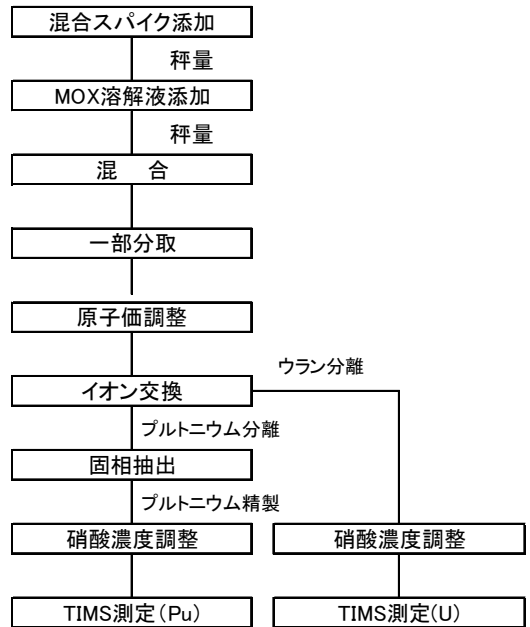 混合スパイク添加
秤量
MOX溶解液添加
秤量
混　合
一部分取
原子価調整
ウラン分離
イオン交換
プルトニウム分離
固相抽出
プルトニウム精製
硝酸濃度調整
硝酸濃度調整
TIMS測定（Pu）
TIMS測定(U)